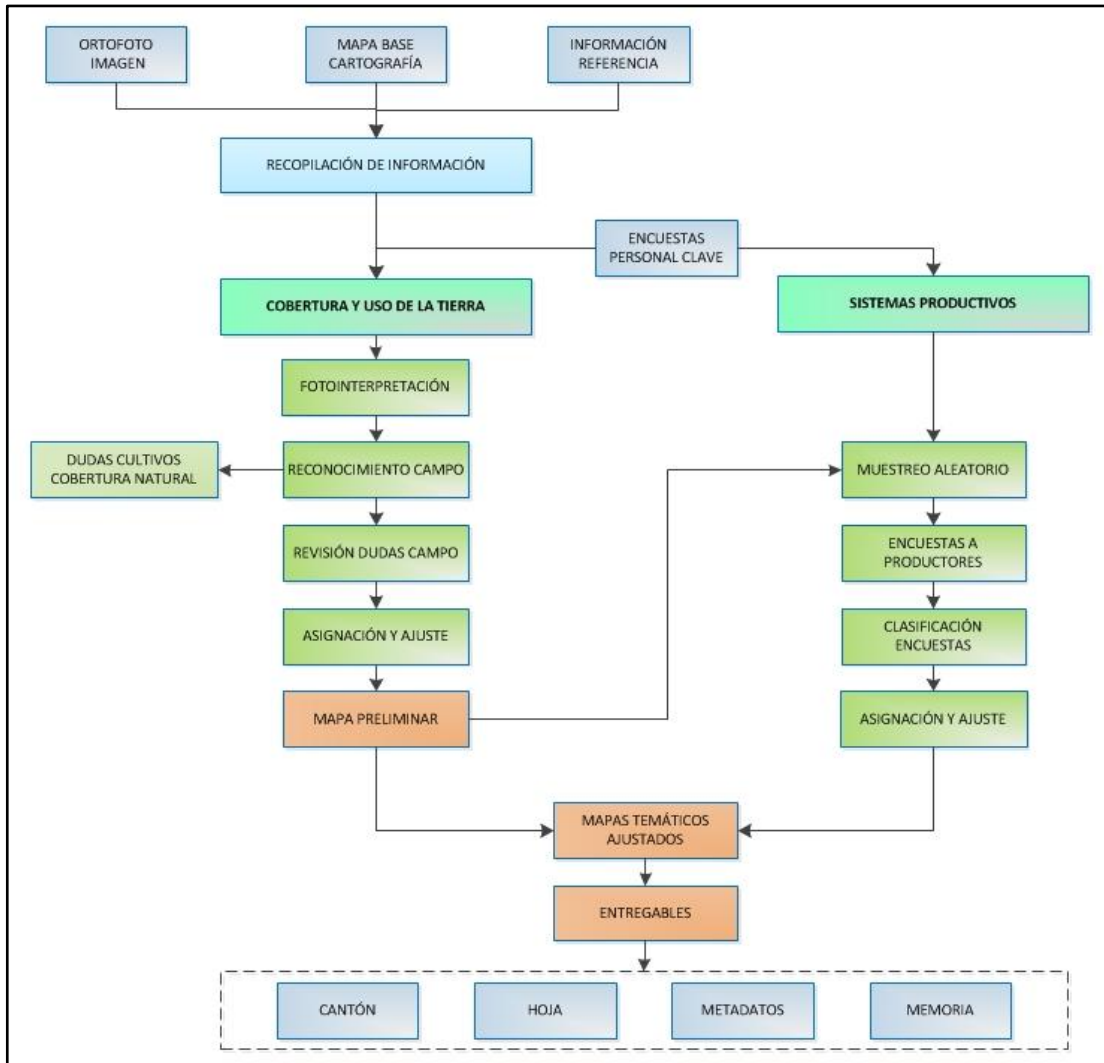 ORTOFOTO
IMAGEN
MAPA BASE
CARTOGRAFÍA
INFORMACIÓN
REFERENCIA
RECOPILACIÓN DE INFORMACIÓN
ENCUESTAS
PERSONAL CLAVE
COBERTURA Y USO DE LA TIERRA
SISTEMAS PRODUCTIVOS
FOTOINTERPRETACIÓN
DUDAS CULTIVOS
COBERTURA NATURAL
RECONOCIMIENTO CAMPO
MUESTREO ALEATORIO
REVISIÓN DUDAS CAMPO
ENCUESTAS A
PRODUCTORES
ASIGNACIÓN Y AJUSTE
CLASIFICACIÓN
ENCUESTAS
MAPA PRELIMINAR
ASIGNACIÓN Y AJUSTE
MAPAS TEMÁTICOS
AJUSTADOS
ENTREGABLES
CANTÓN
HOJA
METADATOS
MEMORIA